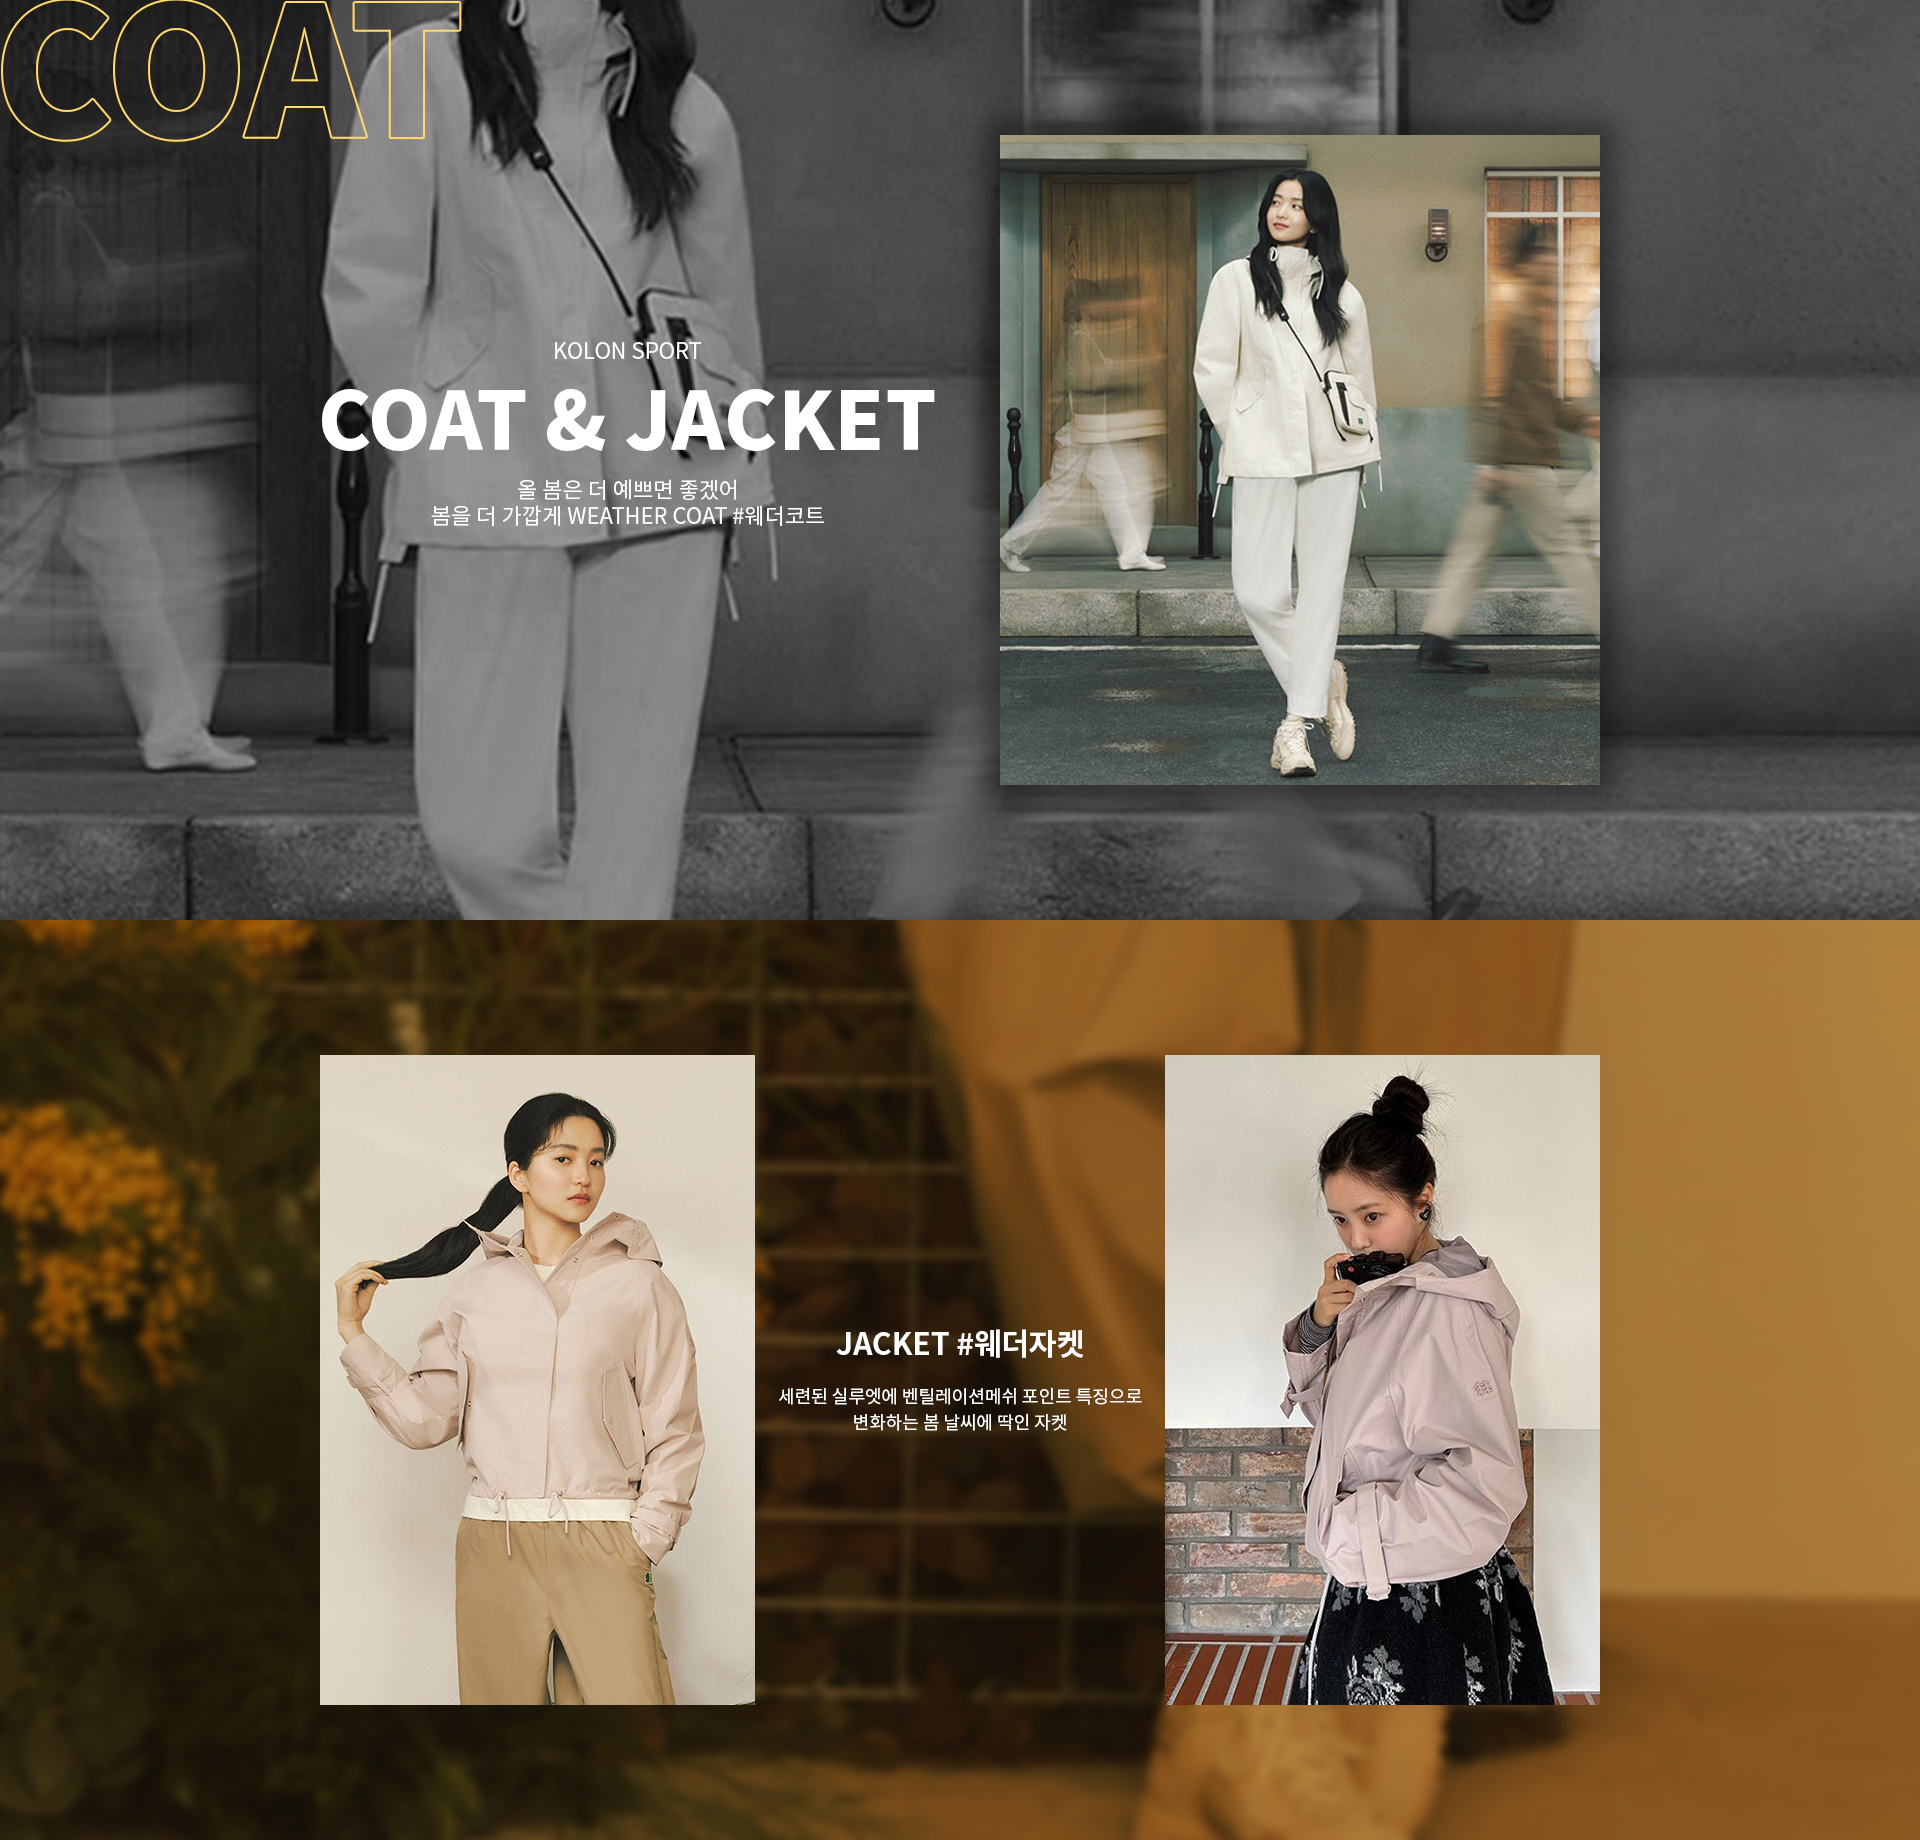 COAT
KOLON SPORT
COAT & JACKET
올 봄은 더 예쁘면 좋겠어
봄을 더 가깝게 WEATHER COAT #웨더코트
JACKET #웨더자켓
세련된 실루엣에 벤틸레이션메쉬 포인트 특징으로
변화하는 봄 날씨에 딱인 자켓